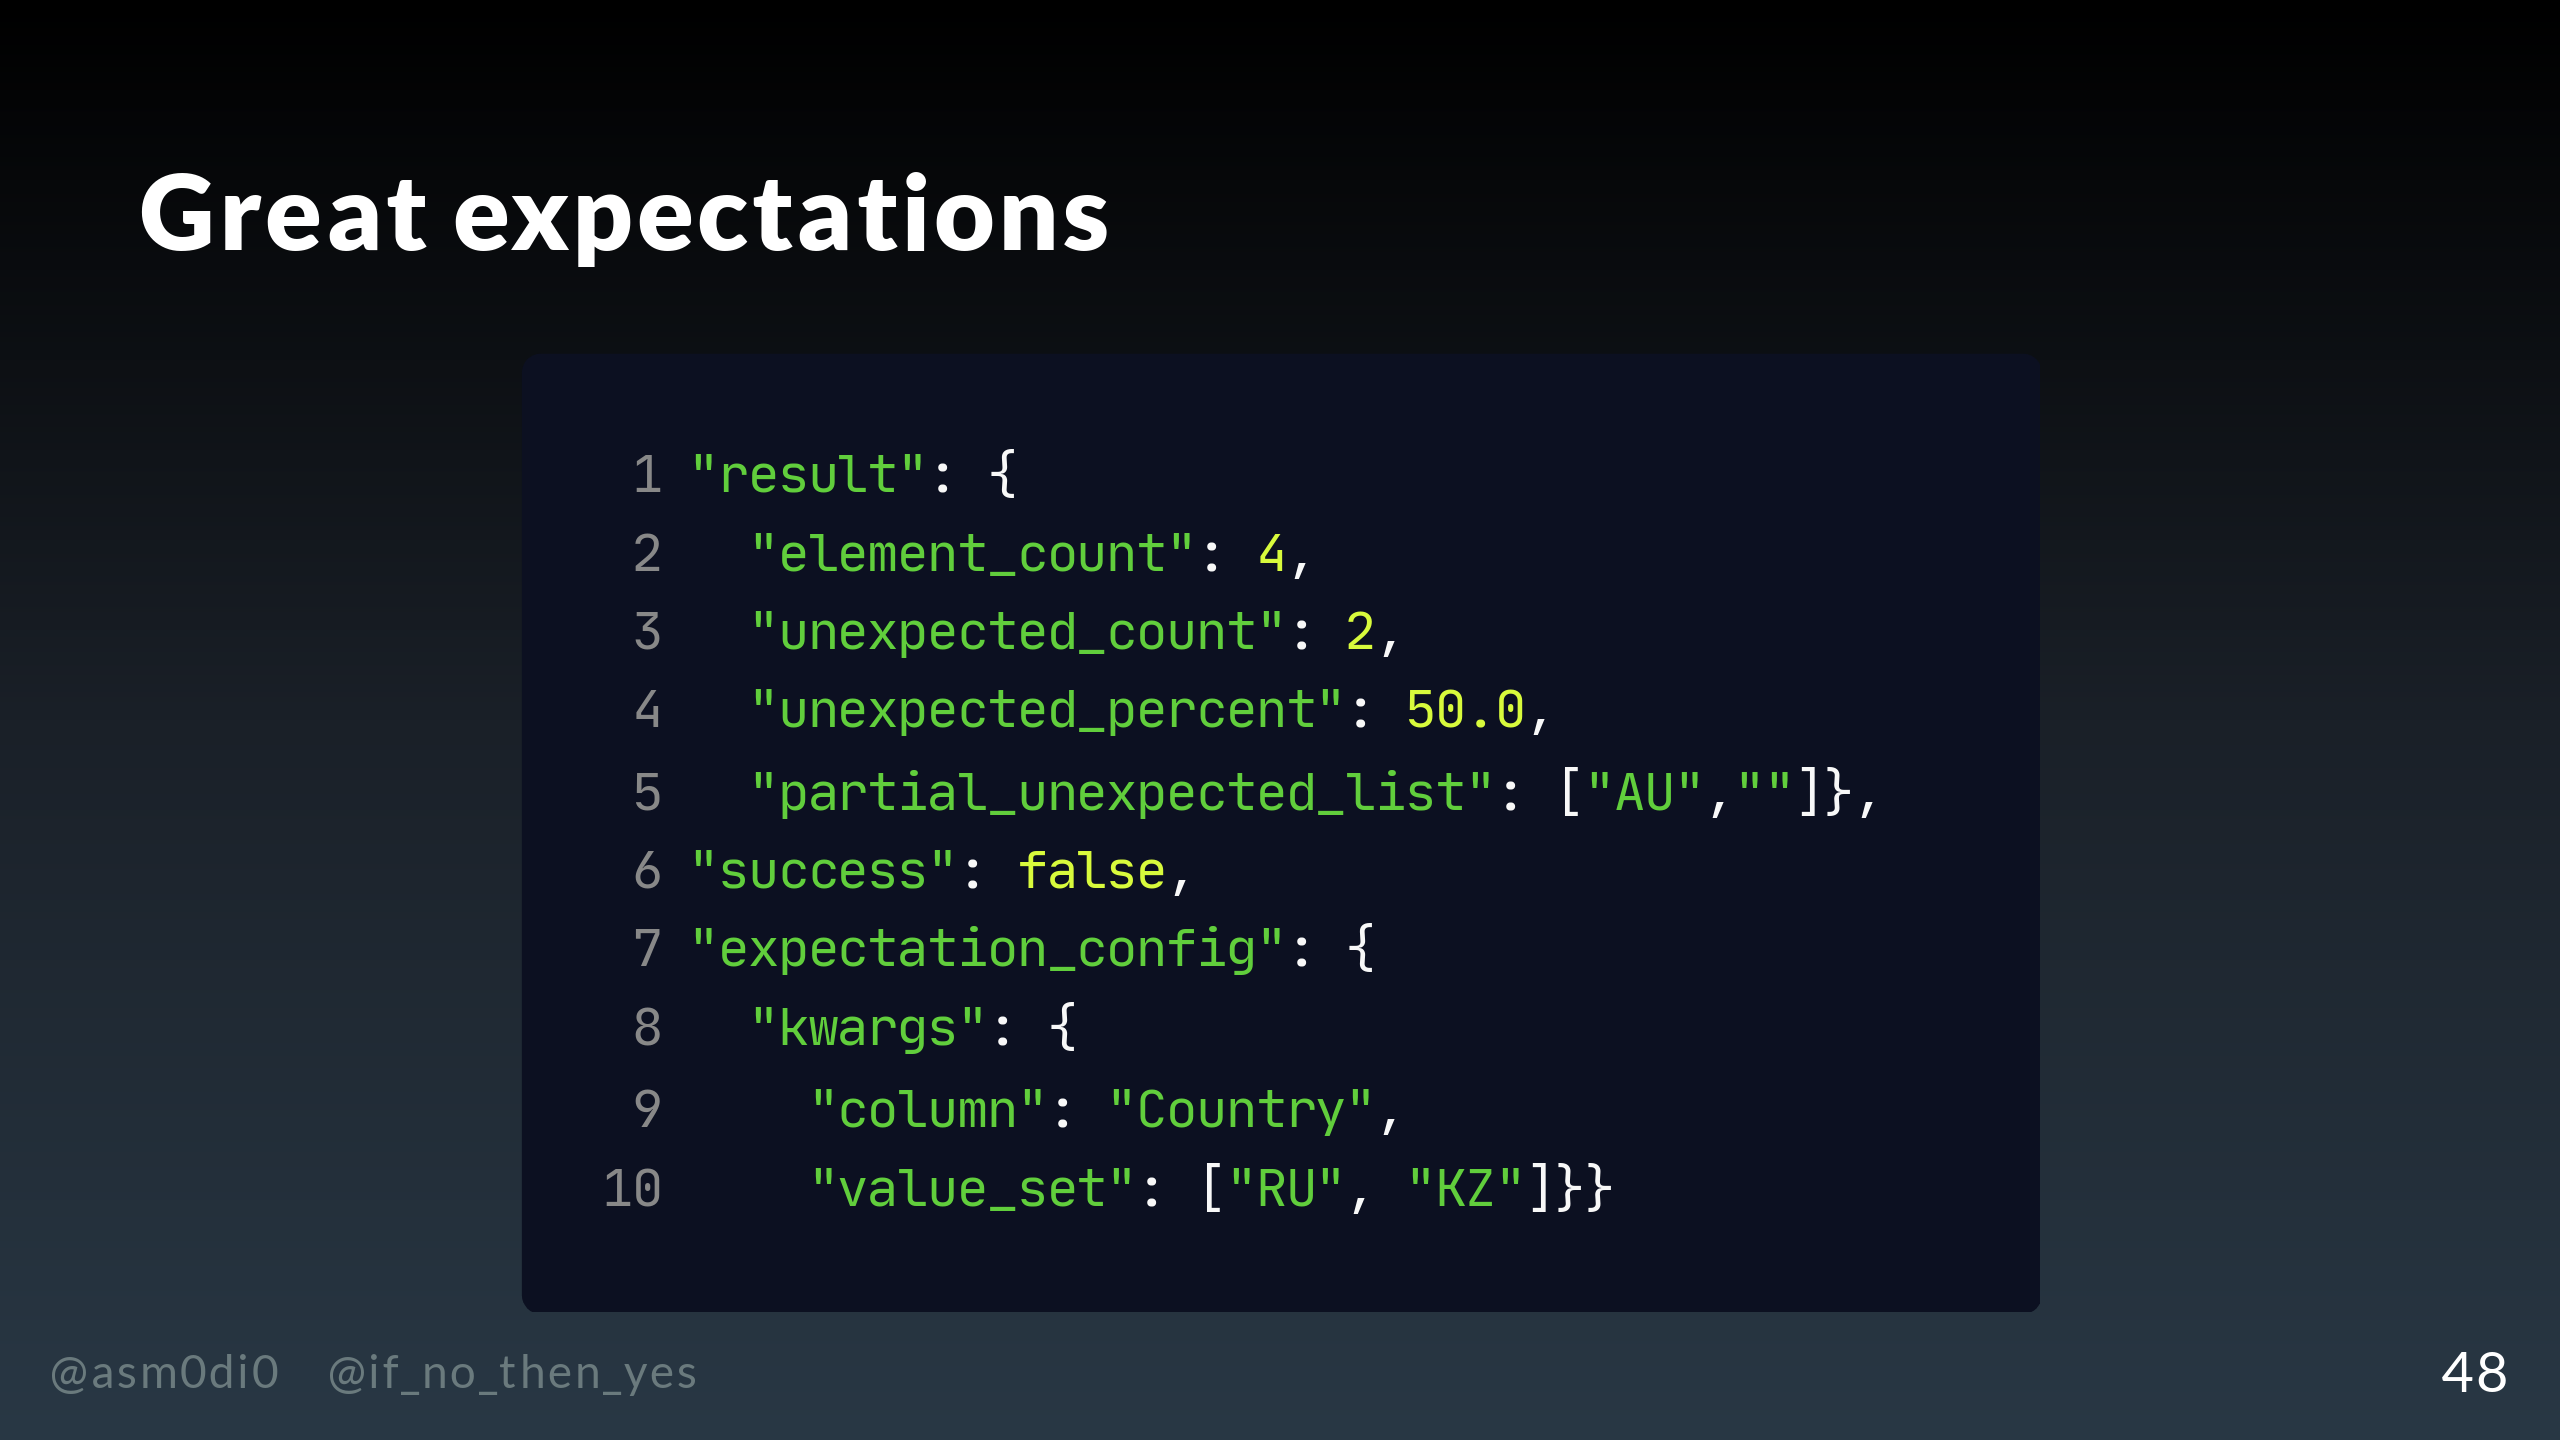 Great expectations
1 "result": {
2   "element_count": 4,
3   "unexpected_count": 2,
4   "unexpected_percent": 50.0,
5   "partial_unexpected_list": ["AU",""]},
6 "success": false,
7 "expectation_config": {
8   "kwargs": {
9     "column": "Country",
10     "value_set": ["RU", "KZ"]}}
@asm0di0 @if_no_then_yes
48